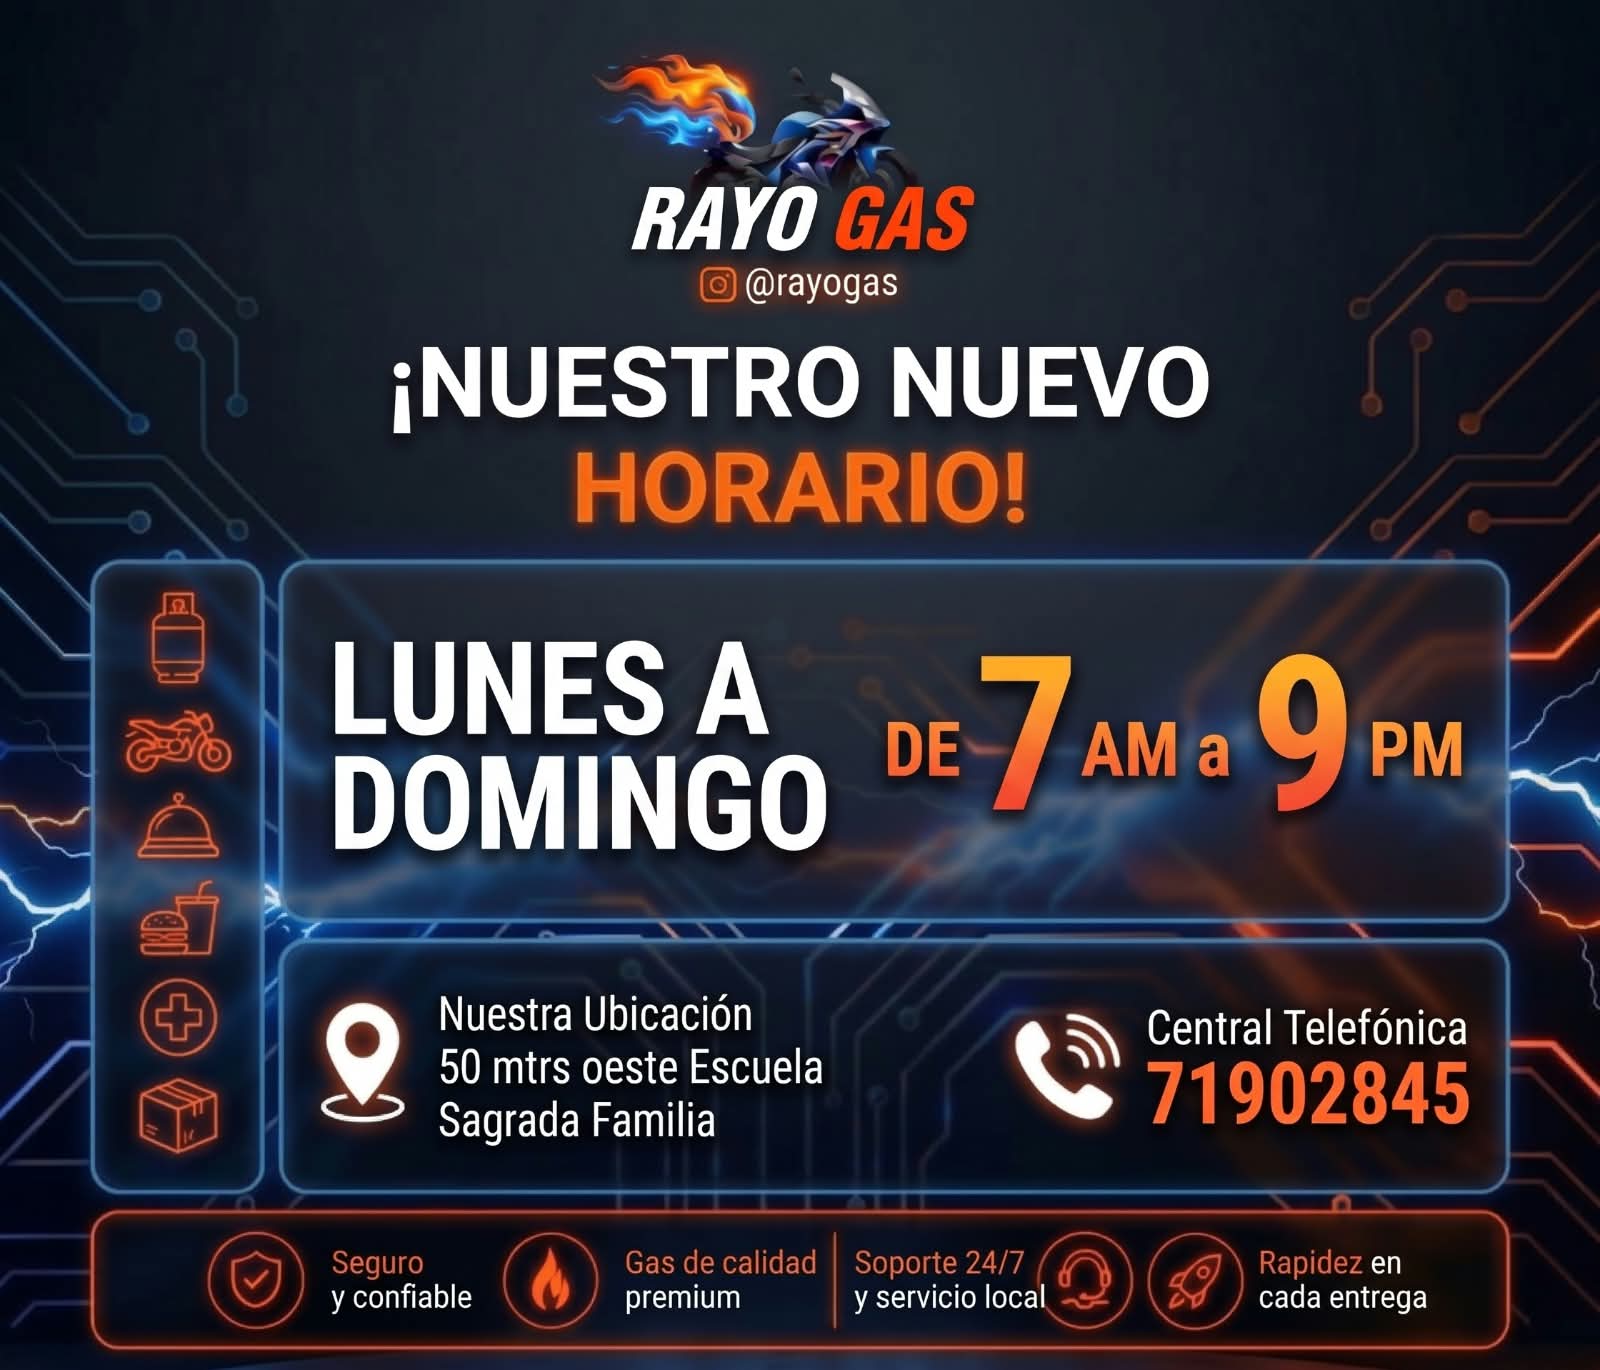 RAYO GAS
@rayogas
¡NUESTRO NUEVO
HORARIO!
LUNES A
DOMINGO
DE 7 AM a 9 PM
Nuestra Ubicación
50 mtrs oeste Escuela
Sagrada Familia
Central Telefónica
71902845
Seguro
y confiable
Gas de calidad
premium
Soporte 24/7
y servicio local
Rapidez en
cada entrega